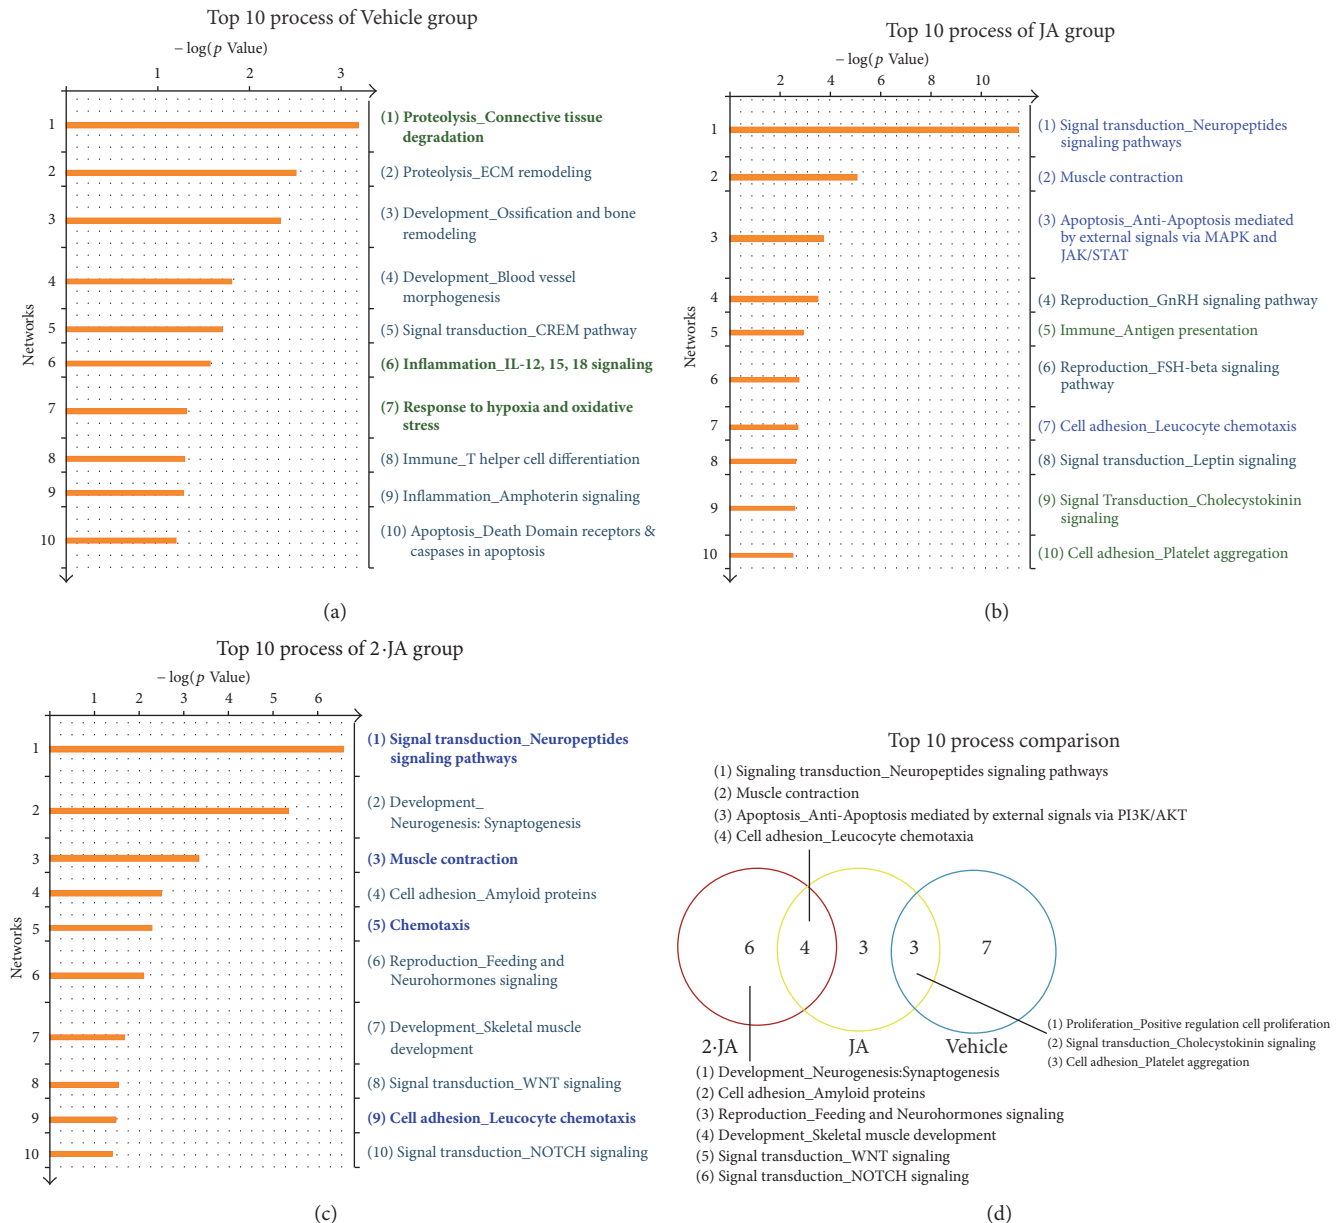 Top 10 process of Vehicle group
− log(p Value)
1 2 3
Networks
1
2
3
4
5
6
7
8
9
10
(1) Proteolysis_Connective tissue
degradation
(2) Proteolysis_ECM remodeling
(3) Development_Ossification and bone
remodeling
(4) Development_Blood vessel
morphogenesis
(5) Signal transduction_CREM pathway
(6) Inflammation_IL-12, 15, 18 signaling
(7) Response to hypoxia and oxidative
stress
(8) Immune_T helper cell differentiation
(9) Inflammation_Amphoterin signaling
(10) Apoptosis_Death Domain receptors &
caspases in apoptosis
(a)
Top 10 process of JA group
− log(p Value)
2 4 6 8 10
Networks
1
2
3
4
5
6
7
8
9
10
(1) Signal transduction_Neuropeptides
signaling pathways
(2) Muscle contraction
(3) Apoptosis_Anti-Apoptosis mediated
by external signals via MAPK and
JAK/STAT
(4) Reproduction_GnRH signaling pathway
(5) Immune_Antigen presentation
(6) Reproduction_FSH-beta signaling
pathway
(7) Cell adhesion_Leucocyte chemotaxis
(8) Signal transduction_Leptin signaling
(9) Signal Transduction_Cholecystokinin
signaling
(10) Cell adhesion_Platelet aggregation
(b)
Top 10 process of 2·JA group
− log(p Value)
1 2 3 4 5 6
Networks
1
2
3
4
5
6
7
8
9
10
(1) Signal transduction_Neuropeptides
signaling pathways
(2) Development_
Neurogenesis: Synaptogenesis
(3) Muscle contraction
(4) Cell adhesion_Amyloid proteins
(5) Chemotaxis
(6) Reproduction_Feeding and
Neurohormones signaling
(7) Development_Skeletal muscle
development
(8) Signal transduction_WNT signaling
(9) Cell adhesion_Leucocyte chemotaxis
(10) Signal transduction_NOTCH signaling
(c)
Top 10 process comparison
(1) Signaling transduction_Neuropeptides signaling pathways
(2) Muscle contraction
(3) Apoptosis_Anti-Apoptosis mediated by external signals via PI3K/AKT
(4) Cell adhesion_Leucocyte chemotaxia
6 4 3 3 7
2·JA JA Vehicle
(1) Proliferation_Positive regulation cell proliferation
(2) Signal transduction_Cholecystokinin signaling
(3) Cell adhesion_Platelet aggregation
(1) Development_Neurogenesis:Synaptogenesis
(2) Cell adhesion_Amyloid proteins
(3) Reproduction_Feeding and Neurohormones signaling
(4) Development_Skeletal muscle development
(5) Signal transduction_WNT signaling
(6) Signal transduction_NOTCH signaling
(d)